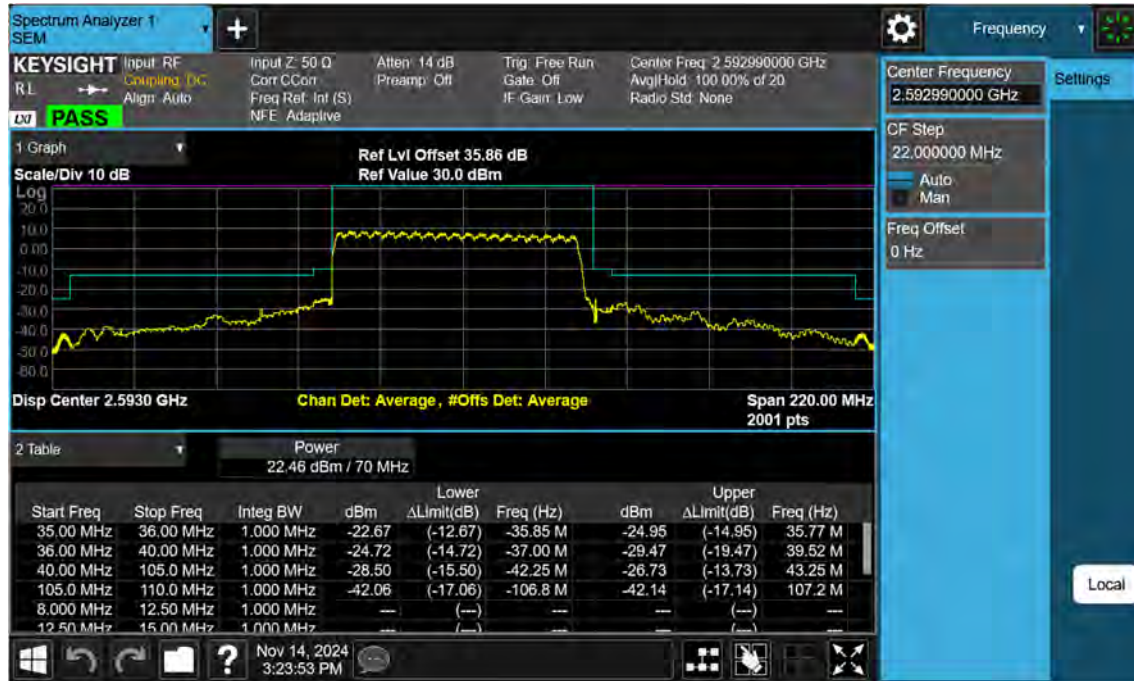 Spectrum Analyzer 1
SEM
+
Frequency
KEYSIGHT
RL
LXI PASS
Input: RF
Coupling: DC
Align: Auto
Input Z: 50 Ω
Corr CCorr
Freq Ref: Int (S)
NFE: Adaptive
Atten: 14 dB
Preamp: Off
Trig: Free Run
Gate: Off
IF Gain: Low
Center Freq: 2.592990000 GHz
Avg|Hold: 100.00% of 20
Radio Std: None
Center Frequency
2.592990000 GHz
Settings
CF Step
22.000000 MHz
Auto
Man
Freq Offset
0 Hz
Local
1 Graph
Scale/Div 10 dB
Ref Lvl Offset 35.86 dB
Ref Value 30.0 dBm
Log
20.0
10.0
0.00
-10.0
-20.0
-30.0
-40.0
-50.0
-60.0
Disp Center 2.5930 GHz
Chan Det: Average, #Offs Det: Average
Span 220.00 MHz
2001 pts
2 Table
Power
22.46 dBm / 70 MHz
Lower Upper
Start Freq Stop Freq Integ BW dBm ΔLimit(dB) Freq (Hz) dBm ΔLimit(dB) Freq (Hz)
35.00 MHz 36.00 MHz 1.000 MHz -22.67 (-12.67) -35.85 M -24.95 (-14.95) 35.77 M
36.00 MHz 40.00 MHz 1.000 MHz -24.72 (-14.72) -37.00 M -29.47 (-19.47) 39.52 M
40.00 MHz 105.0 MHz 1.000 MHz -28.50 (-15.50) -42.25 M -26.73 (-13.73) 43.25 M
105.0 MHz 110.0 MHz 1.000 MHz -42.06 (-17.06) -106.8 M -42.14 (-17.14) 107.2 M
8.000 MHz 12.50 MHz 1.000 MHz --- (---) --- --- (---) ---
12.50 MHz 15.00 MHz 1.000 MHz --- (---) --- --- (---) ---
?
Nov 14, 2024
3:23:53 PM